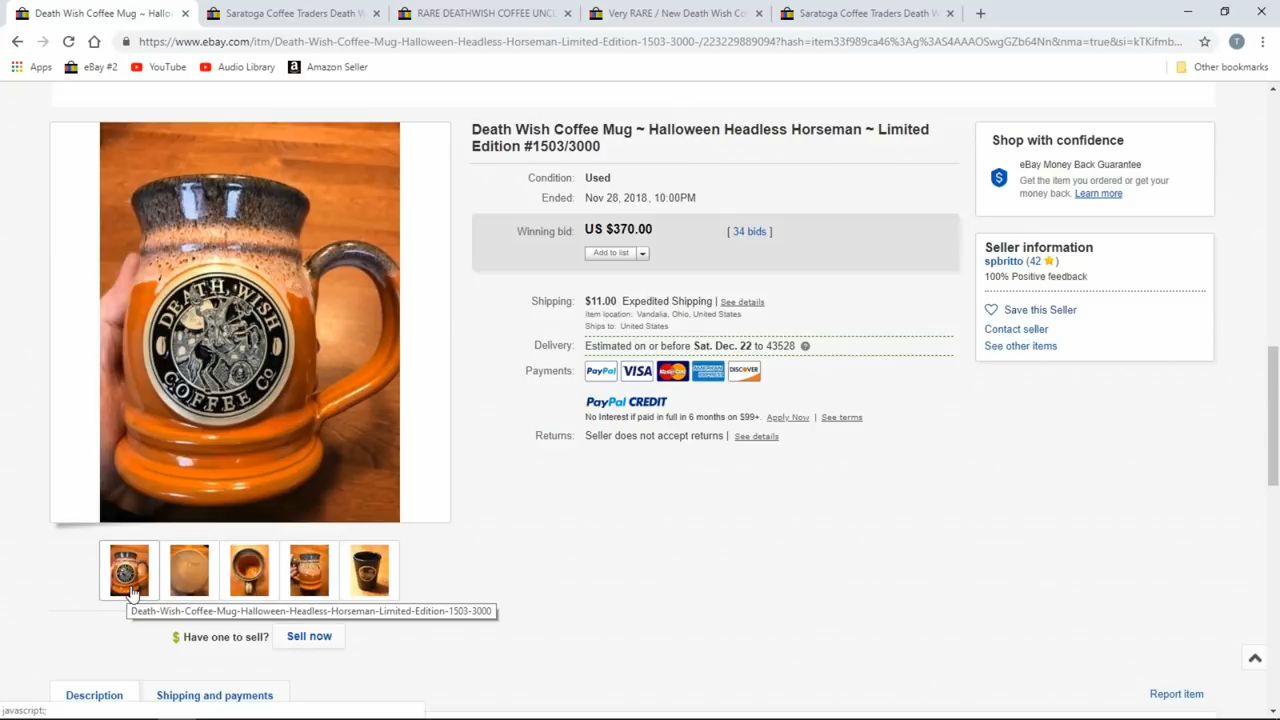 Death Wish Coffee Mug ~ Hallo
Saratoga Coffee Traders Death W
RARE DEATHWISH COFFEE UNC
Very RARE / New Death Wish Co
Saratoga Coffee Traders Death W
https://www.ebay.com/itm/Death-Wish-Coffee-Mug-Halloween-Headless-Horseman-Limited-Edition-1503-3000-/223229889094?hash=item33f989ca46%3Ag%3AS4AAAOSwgGZb64Nn&nma=true&si=kTKifmb...
T
Apps
eBay #2
YouTube
Audio Library
Amazon Seller
Other bookmarks
DEATH WISH
COFFEE CO
Death Wish Coffee Mug ~ Halloween Headless Horseman ~ Limited
Edition #1503/3000
Condition: Used
Ended: Nov 28, 2018 , 10:00PM
Winning bid: US $370.00 [ 34 bids ]
Add to list
Shipping: $11.00 Expedited Shipping | See details
Item location: Vandalia, Ohio, United States
Ships to: United States
Delivery: Estimated on or before Sat. Dec. 22 to 43528
Payments: PayPal VISA MasterCard AMERICAN EXPRESS DISCOVER
PayPal CREDIT
No Interest if paid in full in 6 months on $99+. Apply Now | See terms
Returns: Seller does not accept returns | See details
Shop with confidence
eBay Money Back Guarantee
Get the item you ordered or get your
money back. Learn more
Seller information
spbritto (42 )
100% Positive feedback
Save this Seller
Contact seller
See other items
Death-Wish-Coffee-Mug-Halloween-Headless-Horseman-Limited-Edition-1503-3000
Have one to sell? Sell now
Description
Shipping and payments
Report item
javascript:;